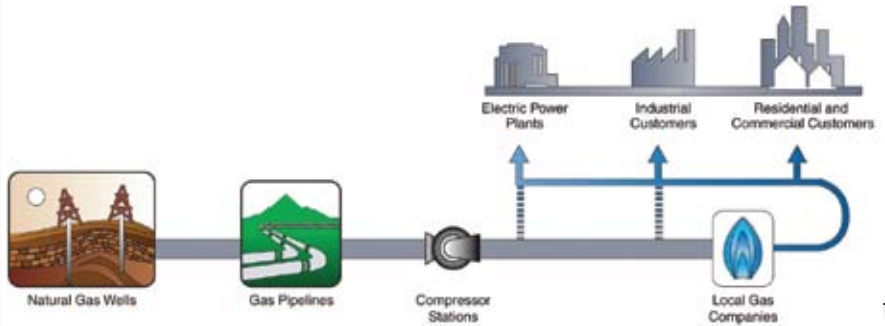 Electric Power
Plants
Industrial
Customers
Residential and
Commercial Customers
Natural Gas Wells
Gas Pipelines
Compressor
Stations
Local Gas
Companies